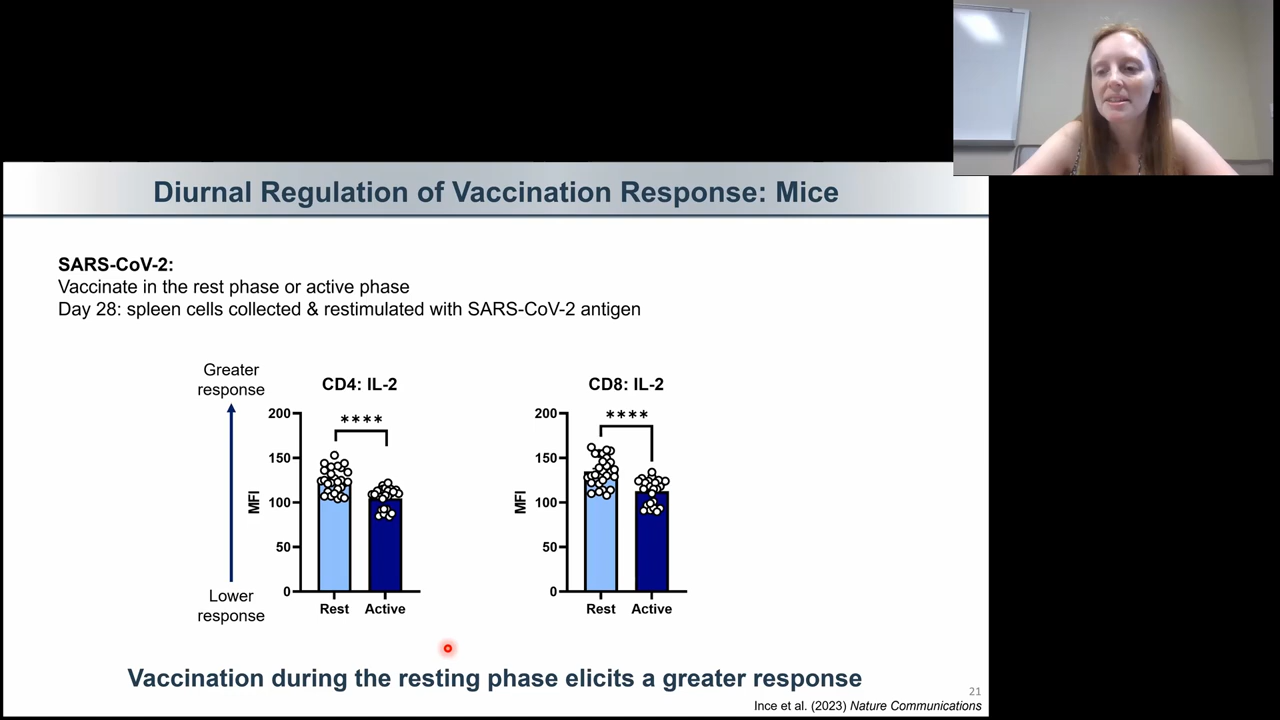 Diurnal Regulation of Vaccination Response: Mice
SARS-CoV-2:
Vaccinate in the rest phase or active phase
Day 28: spleen cells collected & restimulated with SARS-CoV-2 antigen
Greater
response
Lower
response
CD4: IL-2
****
MFI
200
150
100
50
0
Rest Active
CD8: IL-2
****
MFI
200
150
100
50
0
Rest Active
Vaccination during the resting phase elicits a greater response
21
Ince et al. (2023) Nature Communications